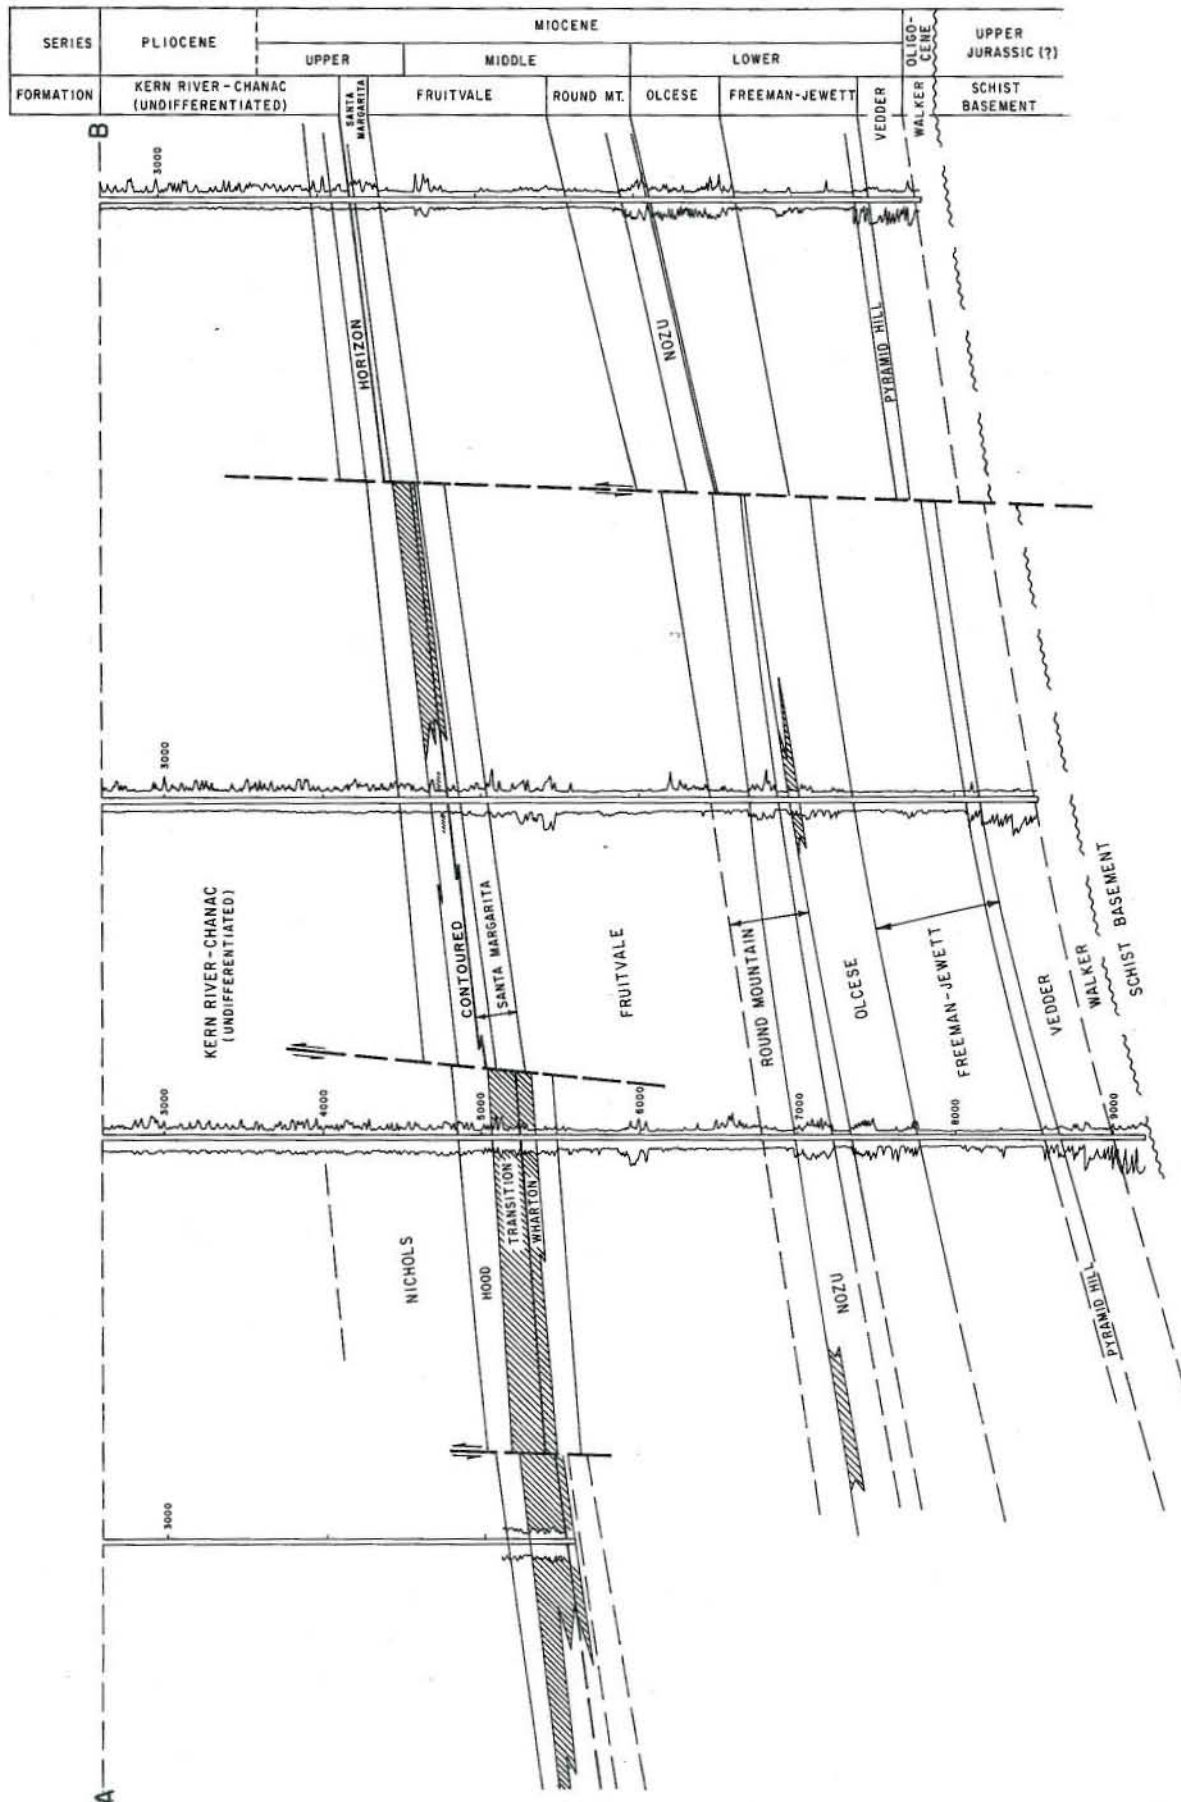 SERIES
PLIOCENE
MIOCENE
UPPER
MIDDLE
LOWER
OLIGO-
CENE
UPPER
JURASSIC (?)
FORMATION
KERN RIVER - CHANAC
(UNDIFFERENTIATED)
SANTA
MARGARITA
FRUITVALE
ROUND MT.
OLCESE
FREEMAN-JEWETT
VEDDER
WALKER
SCHIST
BASEMENT
B
3000
HORIZON
NOZU
PYRAMID HILL
3000
KERN RIVER-CHANAC
(UNDIFFERENTIATED)
CONTOURED
SANTA MARGARITA
FRUITVALE
ROUND MOUNTAIN
OLCESE
FREEMAN-JEWETT
VEDDER
WALKER
SCHIST BASEMENT
3000
4000
5000
6000
7000
8000
9000
NICHOLS
HOOD
TRANSITION
WHARTON
NOZU
PYRAMID HILL
3000
A